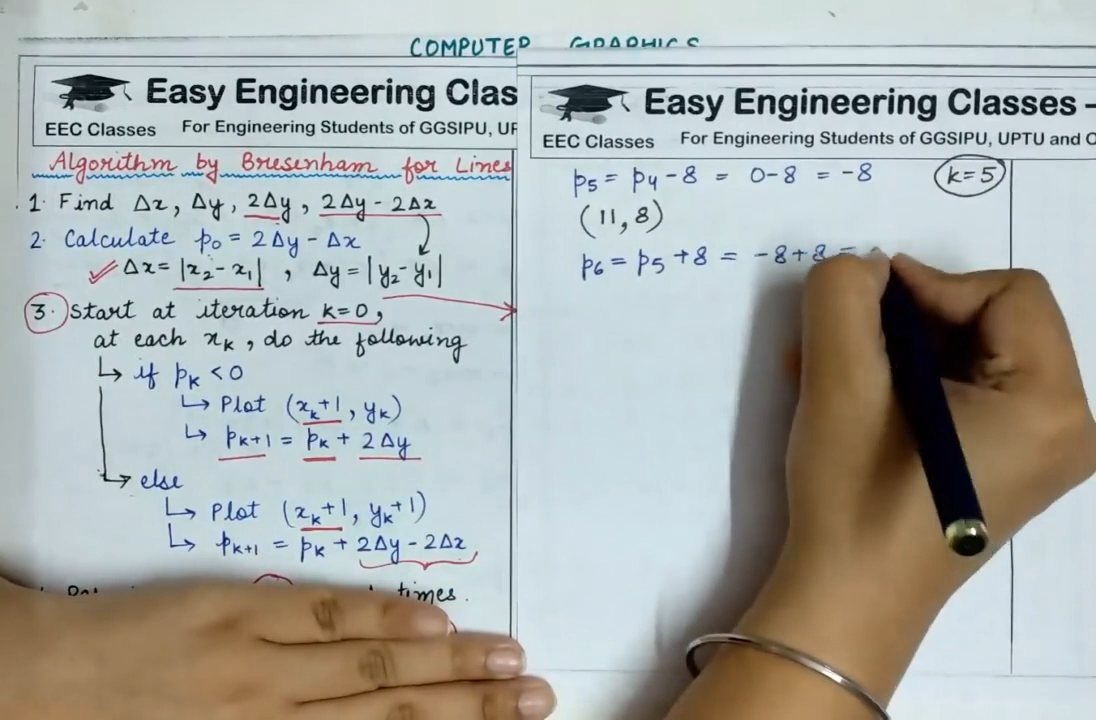 COMPUTER GRAPHICS
Easy Engineering Clas
EEC Classes For Engineering Students of GGSIPU, UP
Algorithm by Bresenham for Lines
1. Find Δx, Δy, 2Δy, 2Δy - 2Δx
2. Calculate p₀ = 2Δy - Δx
Δx = |x₂ - x₁| , Δy = |y₂ - y₁|
3. Start at iteration k=0,
at each xₖ, do the following
↳ if pₖ < 0
↳ Plot (xₖ+1, yₖ)
↳ pₖ₊₁ = pₖ + 2Δy
↳ else
↳ Plot (xₖ+1, yₖ+1)
↳ pₖ₊₁ = pₖ + 2Δy - 2Δx
times.
Easy Engineering Classes –
EEC Classes For Engineering Students of GGSIPU, UPTU and O
p₅ = p₄ - 8 = 0-8 = -8 k=5
(11, 8)
p₆ = p₅ + 8 = -8+8 =